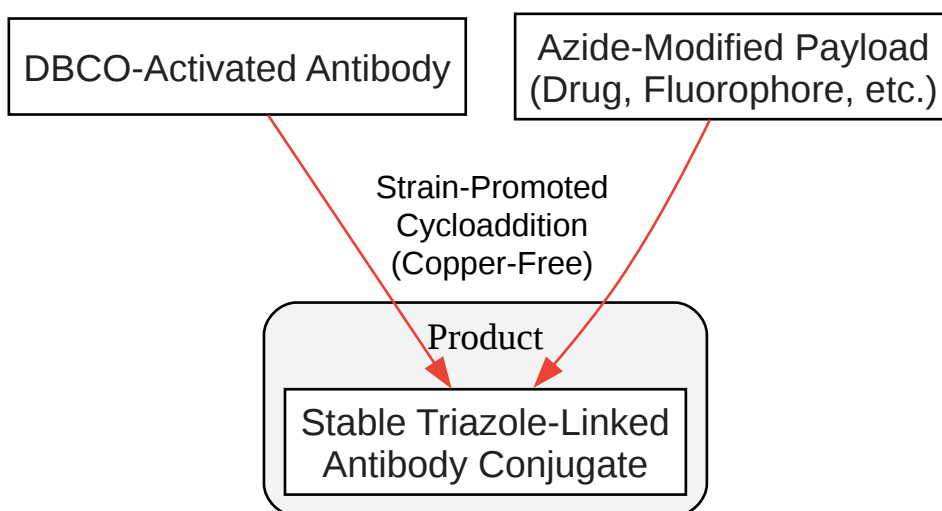 DBCO-Activated Antibody
Azide-Modified Payload
(Drug, Fluorophore, etc.)
Strain-Promoted
Cycloaddition
(Copper-Free)
Product
Stable Triazole-Linked
Antibody Conjugate